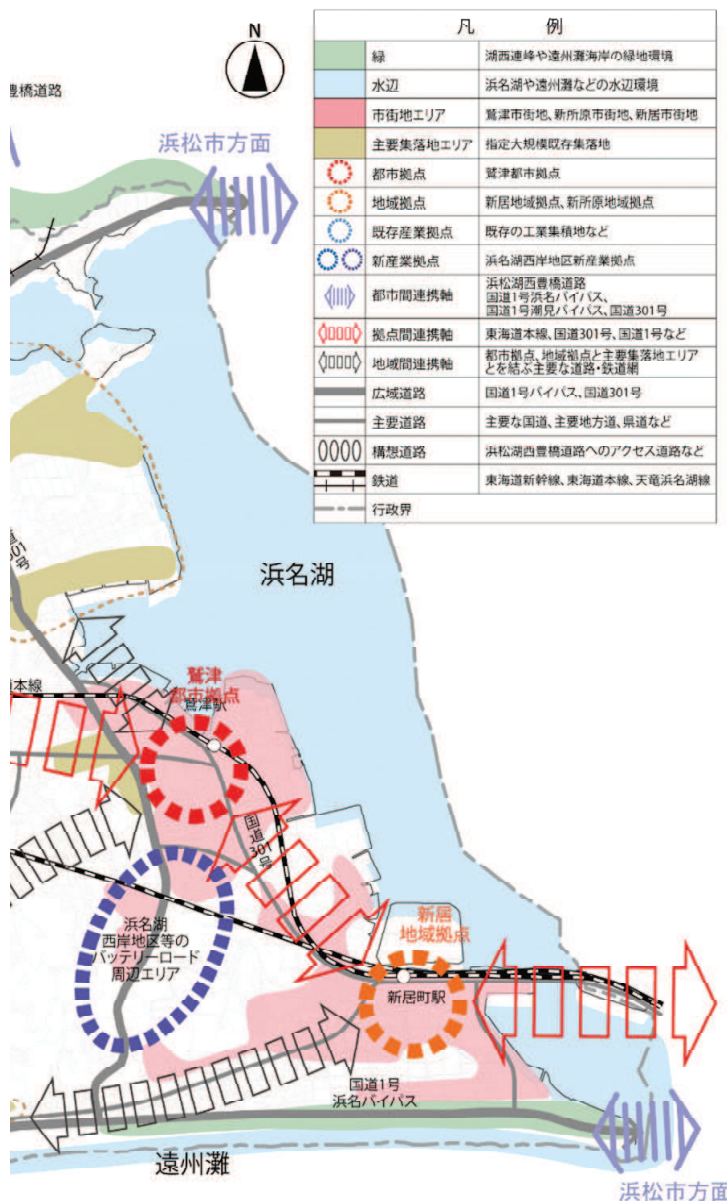 凡 例
緑 湖西連峰や遠州灘海岸の緑地環境
水辺 浜名湖や遠州灘などの水辺環境
市街地エリア 鷲津市街地、新所原市街地、新居市街地
主要集落地エリア 指定大規模既存集落地
都市拠点 鷲津都市拠点
地域拠点 新居地域拠点、新所原地域拠点
既存産業拠点 既存の工業集積地など
新産業拠点 浜名湖西岸地区新産業拠点
都市間連携軸 浜松湖西豊橋道路
国道1号浜名バイパス、
国道1号潮見バイパス、国道301号
拠点間連携軸 東海道本線、国道301号、国道1号など
地域間連携軸 都市拠点、地域拠点と主要集落地エリア
とを結ぶ主要な道路・鉄道網
広域道路 国道1号バイパス、国道301号
主要道路 主要な国道、主要地方道、県道など
構想道路 浜松湖西豊橋道路へのアクセス道路など
鉄道 東海道新幹線、東海道本線、天竜浜名湖線
行政界
N
豊橋道路
浜松市方面
道
301
号
浜名湖
本線
鷲津
都市拠点
鷲津駅
国道
301
号
浜名湖
西岸地区等の
バッテリーロード
周辺エリア
新居
地域拠点
新居町駅
国道1号
浜名バイパス
遠州灘
浜松市方面